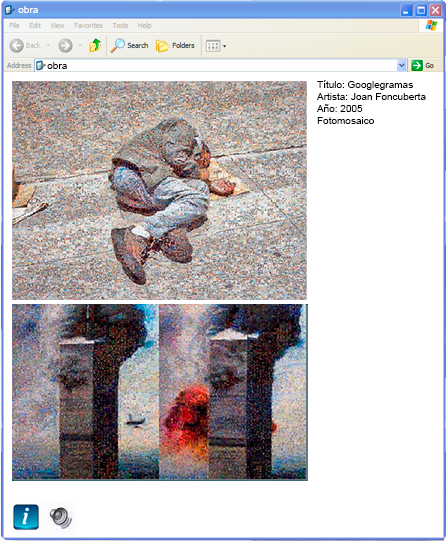 obra
File Edit View Favorites Tools Help
Back Search Folders
Address obra Go
Título: Googlegramas
Artista: Joan Foncuberta
Año: 2005
Fotomosaico
i